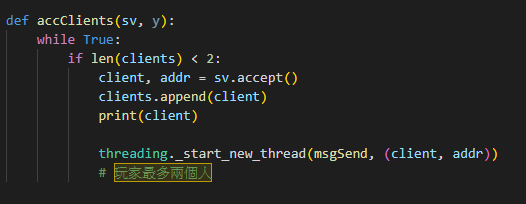 def accClients(sv, y):
    while True:
        if len(clients) < 2:
            client, addr = sv.accept()
            clients.append(client)
            print(client)

            threading._start_new_thread(msgSend, (client, addr))
            # 玩家最多兩個人